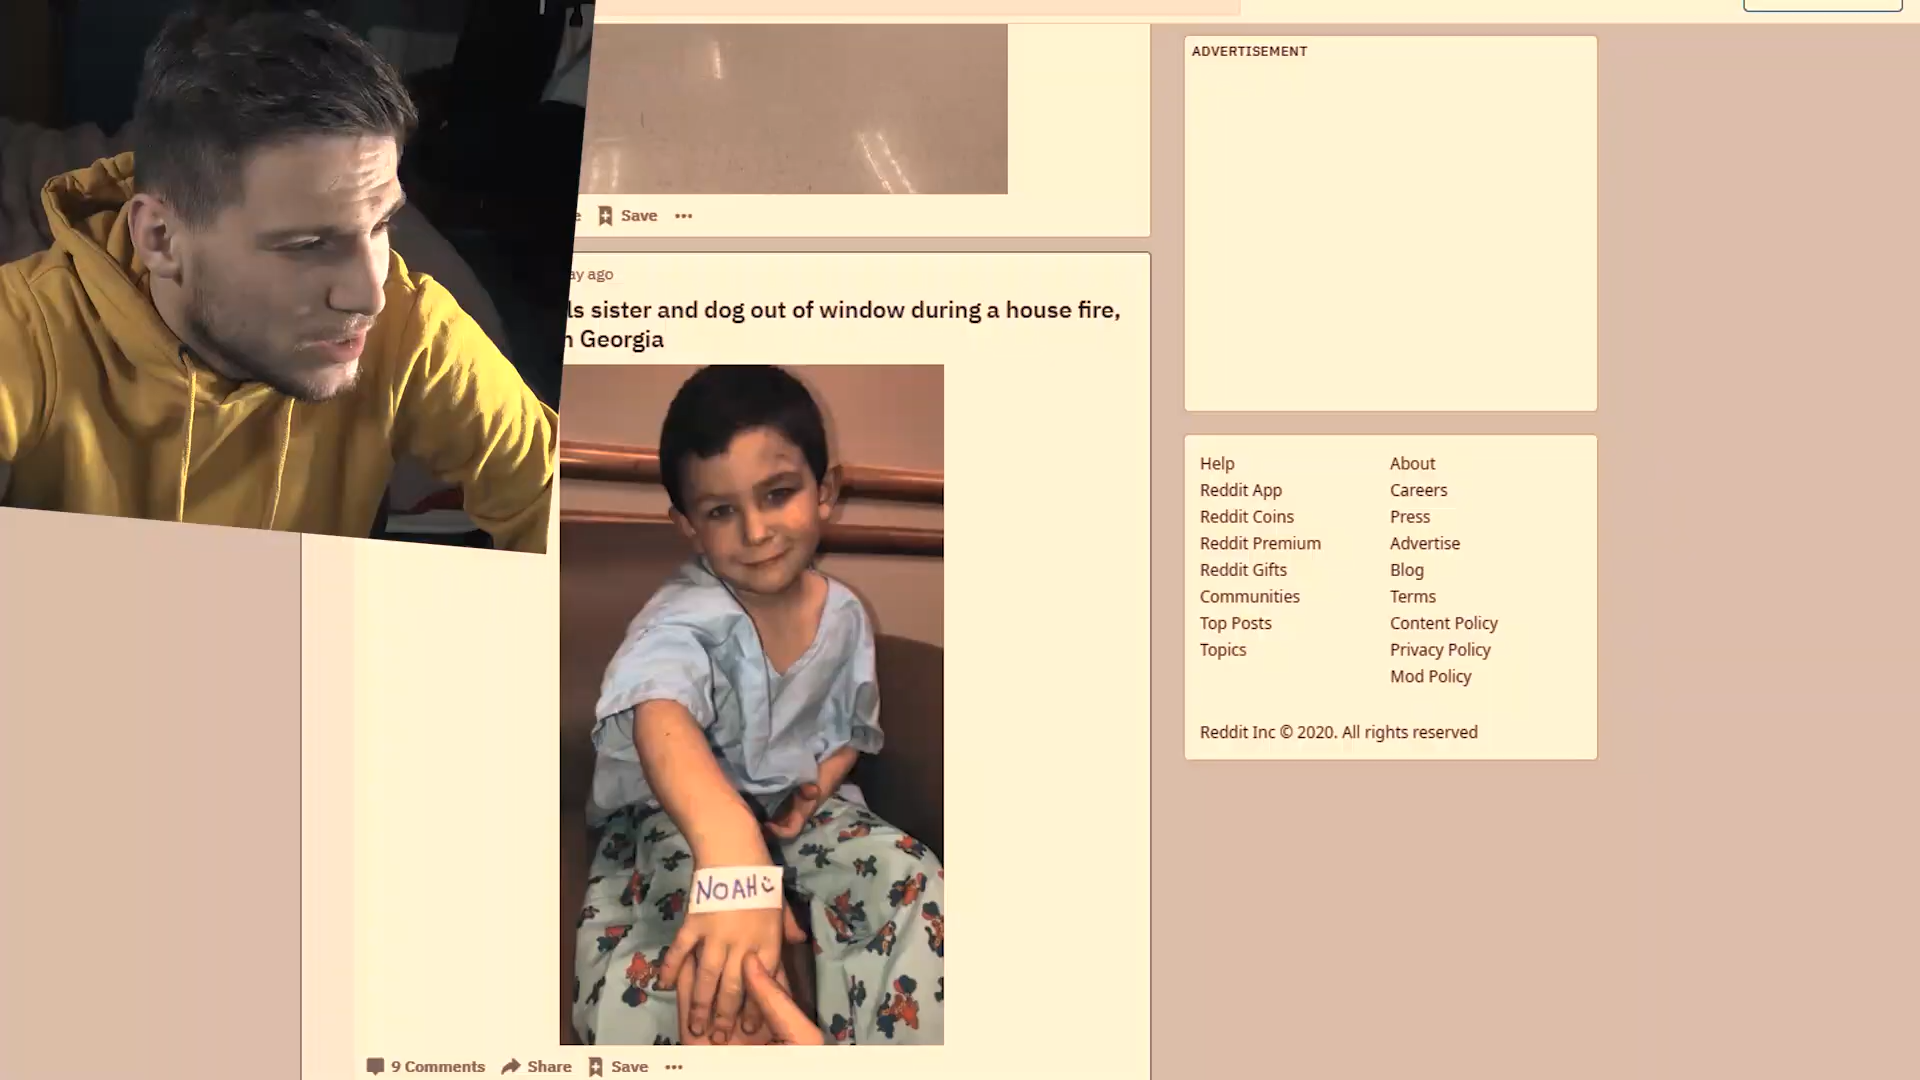 ADVERTISEMENT
Save
ago
sister and dog out of window during a house fire,
Georgia
NOAH
9 Comments
Share
Save
Help
Reddit App
Reddit Coins
Reddit Premium
Reddit Gifts
Communities
Top Posts
Topics
About
Careers
Press
Advertise
Blog
Terms
Content Policy
Privacy Policy
Mod Policy
Reddit Inc © 2020. All rights reserved